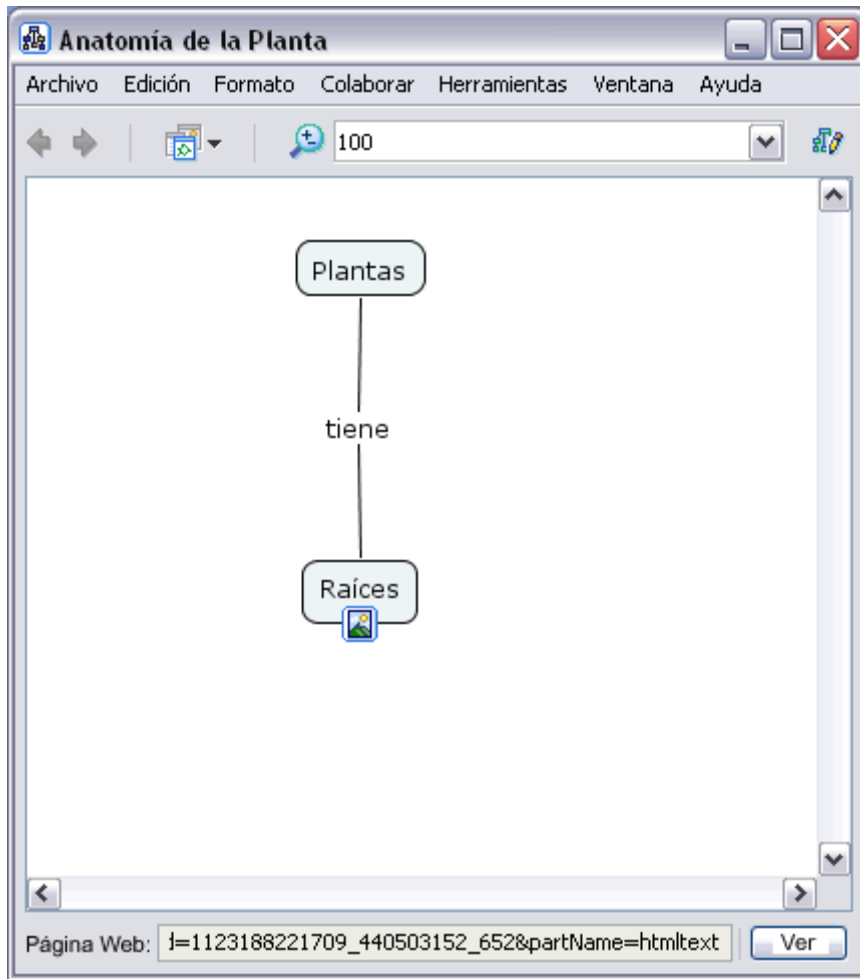 Anatomía de la Planta
Archivo Edición Formato Colaborar Herramientas Ventana Ayuda
100
Plantas
tiene
Raíces
Página Web: d=1123188221709_440503152_652&partName=htmltext Ver